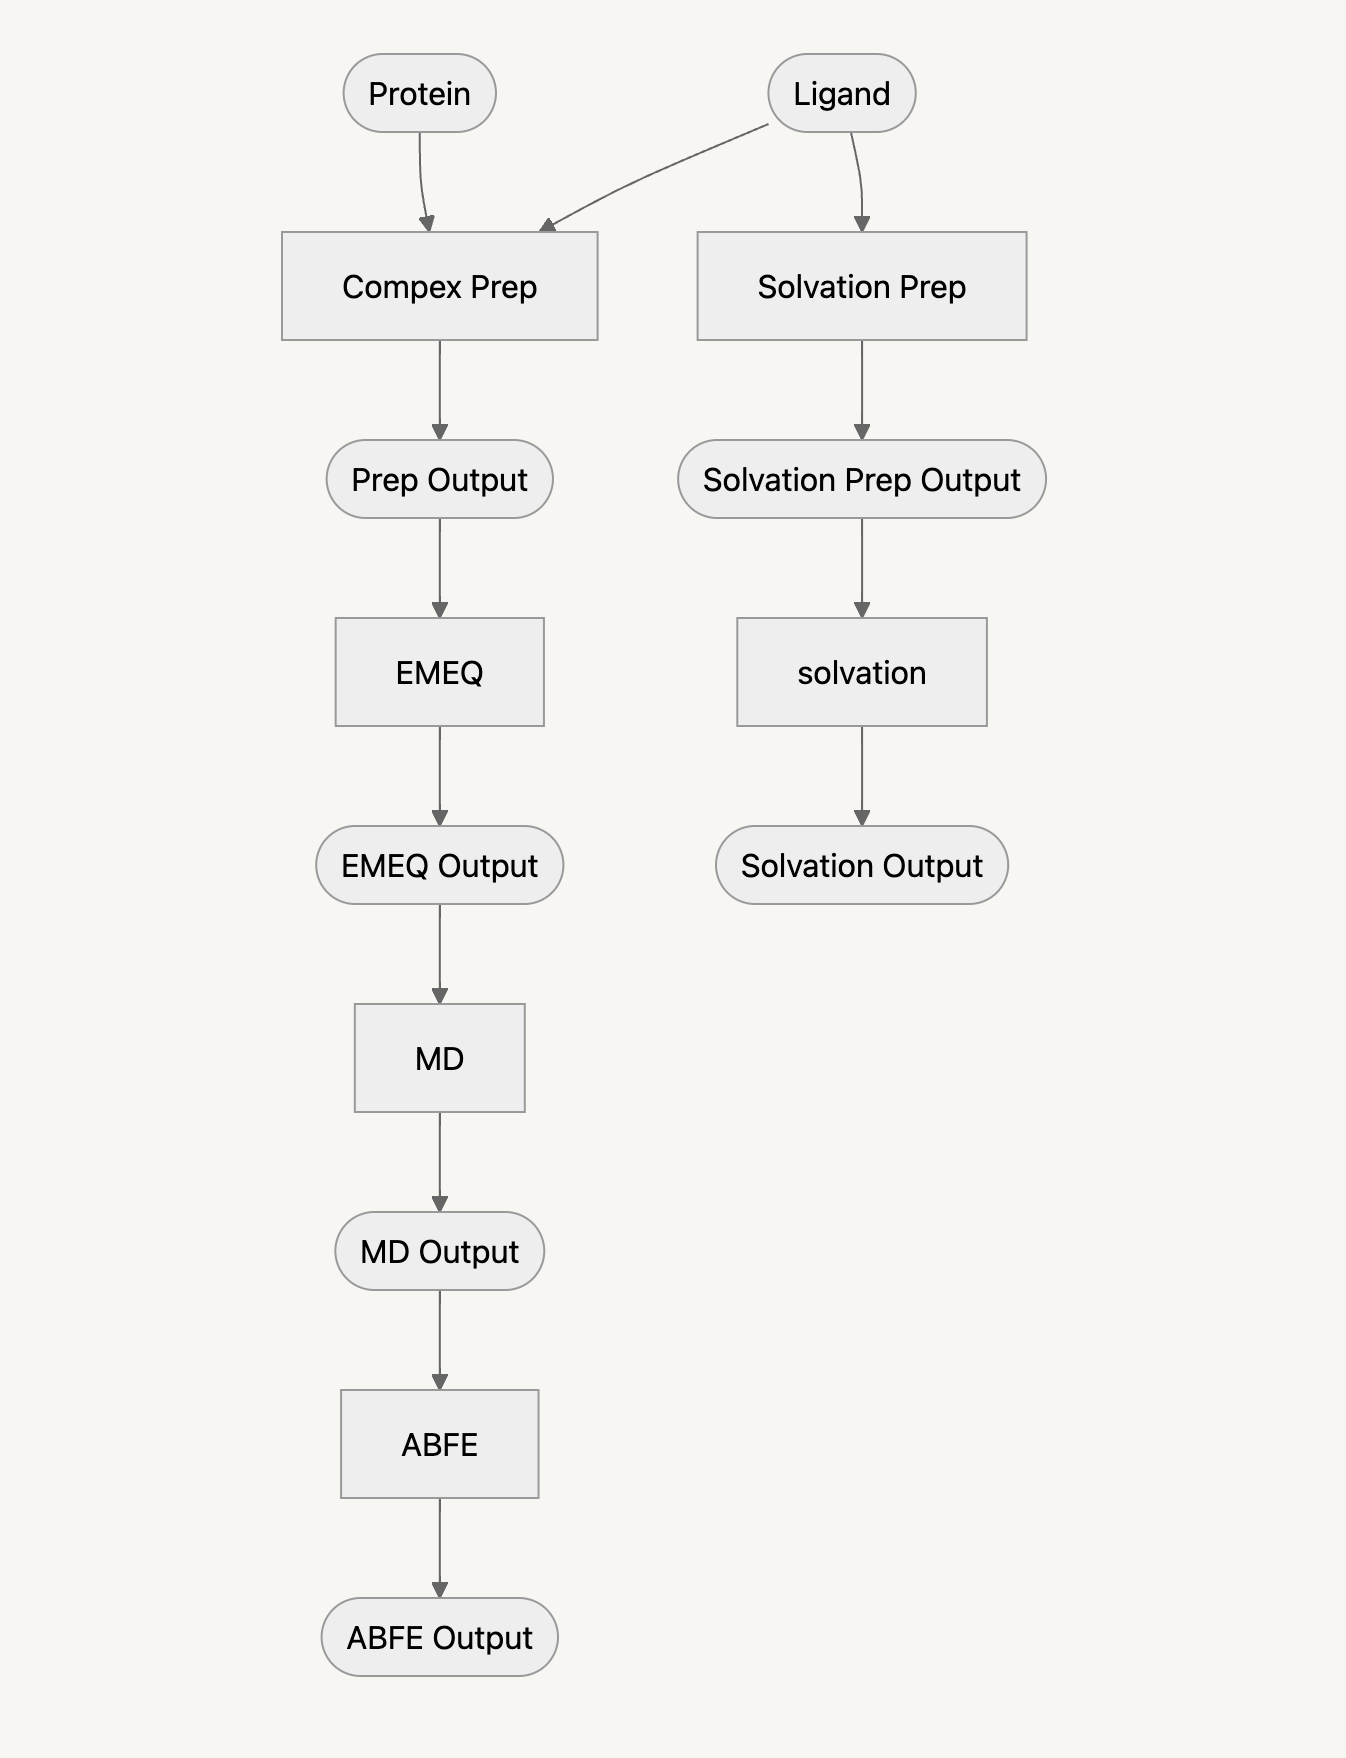 Protein
Ligand
Compex Prep
Solvation Prep
Prep Output
Solvation Prep Output
EMEQ
solvation
EMEQ Output
Solvation Output
MD
MD Output
ABFE
ABFE Output